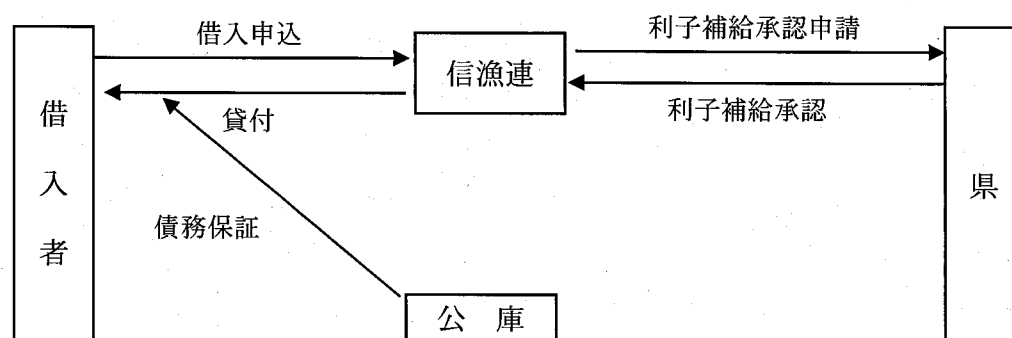 借入申込
利子補給承認申請
信漁連
貸付
利子補給承認
借入者
県
債務保証
公庫